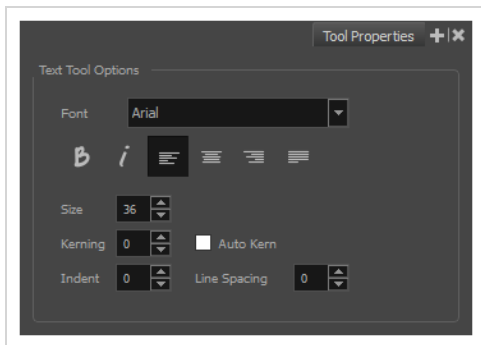 Tool Properties
Text Tool Options
Font Arial
B i
Size 36
Kerning 0 Auto Kern
Indent 0 Line Spacing 0